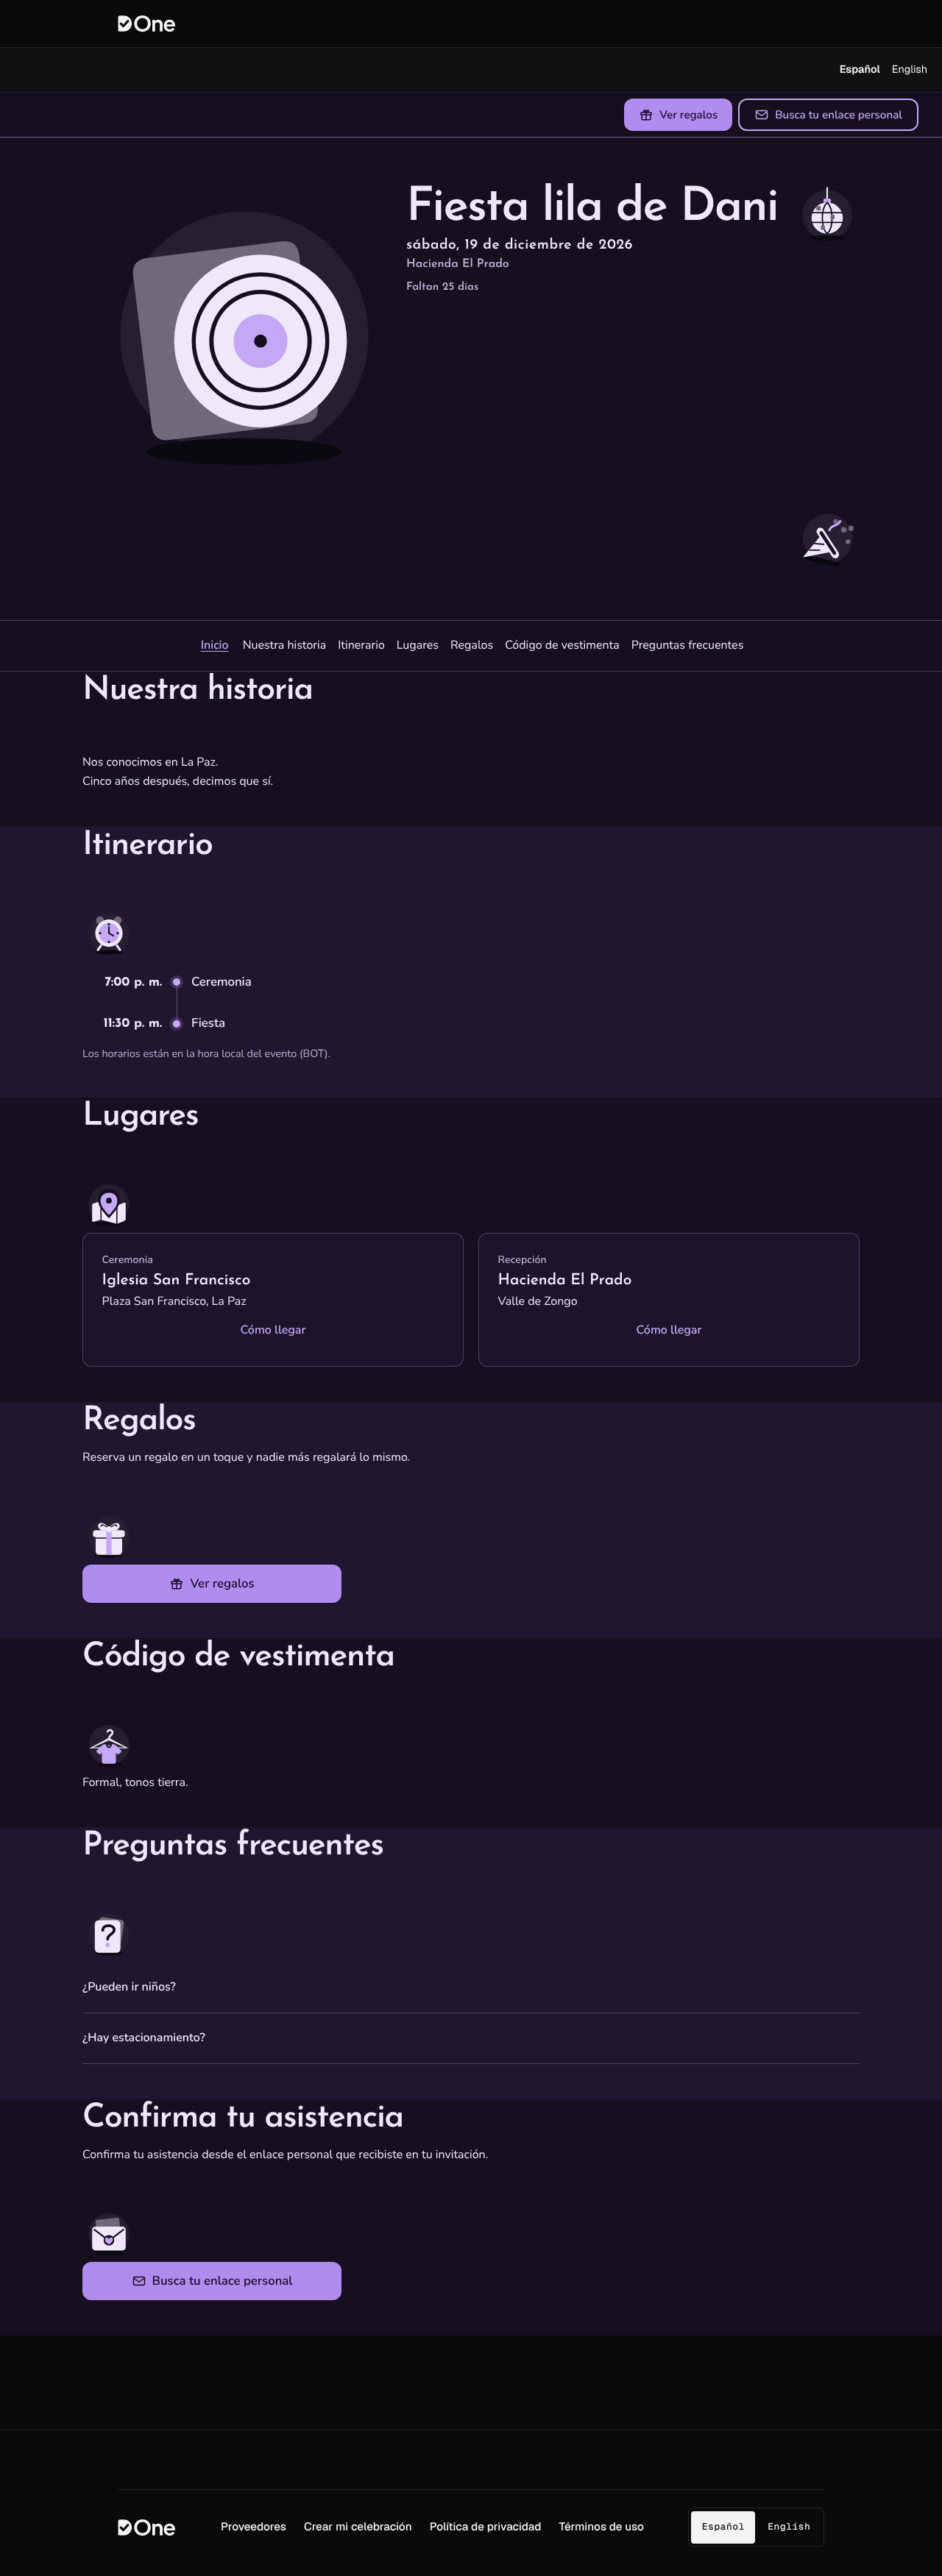 DOne
Español English
Ver regalos Busca tu enlace personal
Fiesta lila de Dani
sábado, 19 de diciembre de 2026
Hacienda El Prado
Faltan 25 días
Inicio Nuestra historia Itinerario Lugares Regalos Código de vestimenta Preguntas frecuentes
Nuestra historia
Nos conocimos en La Paz.
Cinco años después, decimos que sí.
Itinerario
7:00 p. m. Ceremonia
11:30 p. m. Fiesta
Los horarios están en la hora local del evento (BOT).
Lugares
Ceremonia
Iglesia San Francisco
Plaza San Francisco, La Paz
Cómo llegar
Recepción
Hacienda El Prado
Valle de Zongo
Cómo llegar
Regalos
Reserva un regalo en un toque y nadie más regalará lo mismo.
Ver regalos
Código de vestimenta
Formal, tonos tierra.
Preguntas frecuentes
?
¿Pueden ir niños?
¿Hay estacionamiento?
Confirma tu asistencia
Confirma tu asistencia desde el enlace personal que recibiste en tu invitación.
Busca tu enlace personal
DOne Proveedores Crear mi celebración Política de privacidad Términos de uso Español English